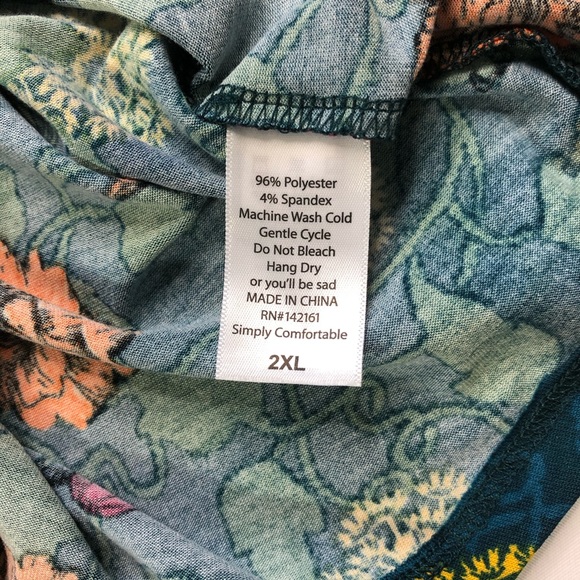 96% Polyester
4% Spandex
Machine Wash Cold
Gentle Cycle
Do Not Bleach
Hang Dry
or you'll be sad
MADE IN CHINA
RN#142161
Simply Comfortable
2XL